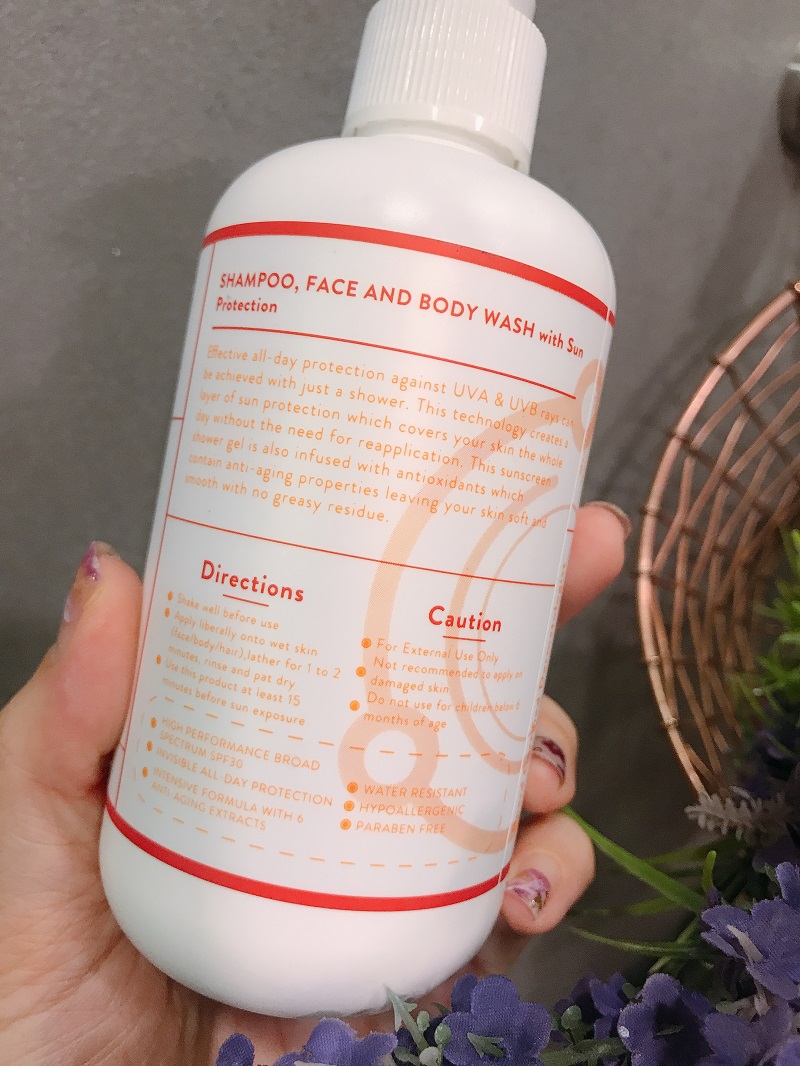 SHAMPOO, FACE AND BODY WASH with Sun
Protection
Effective all-day protection against UVA & UVB rays can
be achieved with just a shower. This technology creates a
layer of sun protection which covers your skin the whole
day without the need for reapplication. This sunscreen
shower gel is also infused with antioxidants which
contain anti-aging properties leaving your skin soft and
smooth with no greasy residue.
Directions
Shake well before use
Apply liberally onto wet skin
(face/body/hair),lather for 1 to 2
minutes, rinse and pat dry
Use this product at least 15
minutes before sun exposure
Caution
For External Use Only
Not recommended to apply on
damaged skin
Do not use for children below 6
months of age
HIGH PERFORMANCE BROAD
SPECTRUM SPF30
INVISIBLE ALL-DAY PROTECTION
INTENSIVE FORMULA WITH 6
ANTI-AGING EXTRACTS
WATER RESISTANT
HYPOALLERGENIC
PARABEN FREE